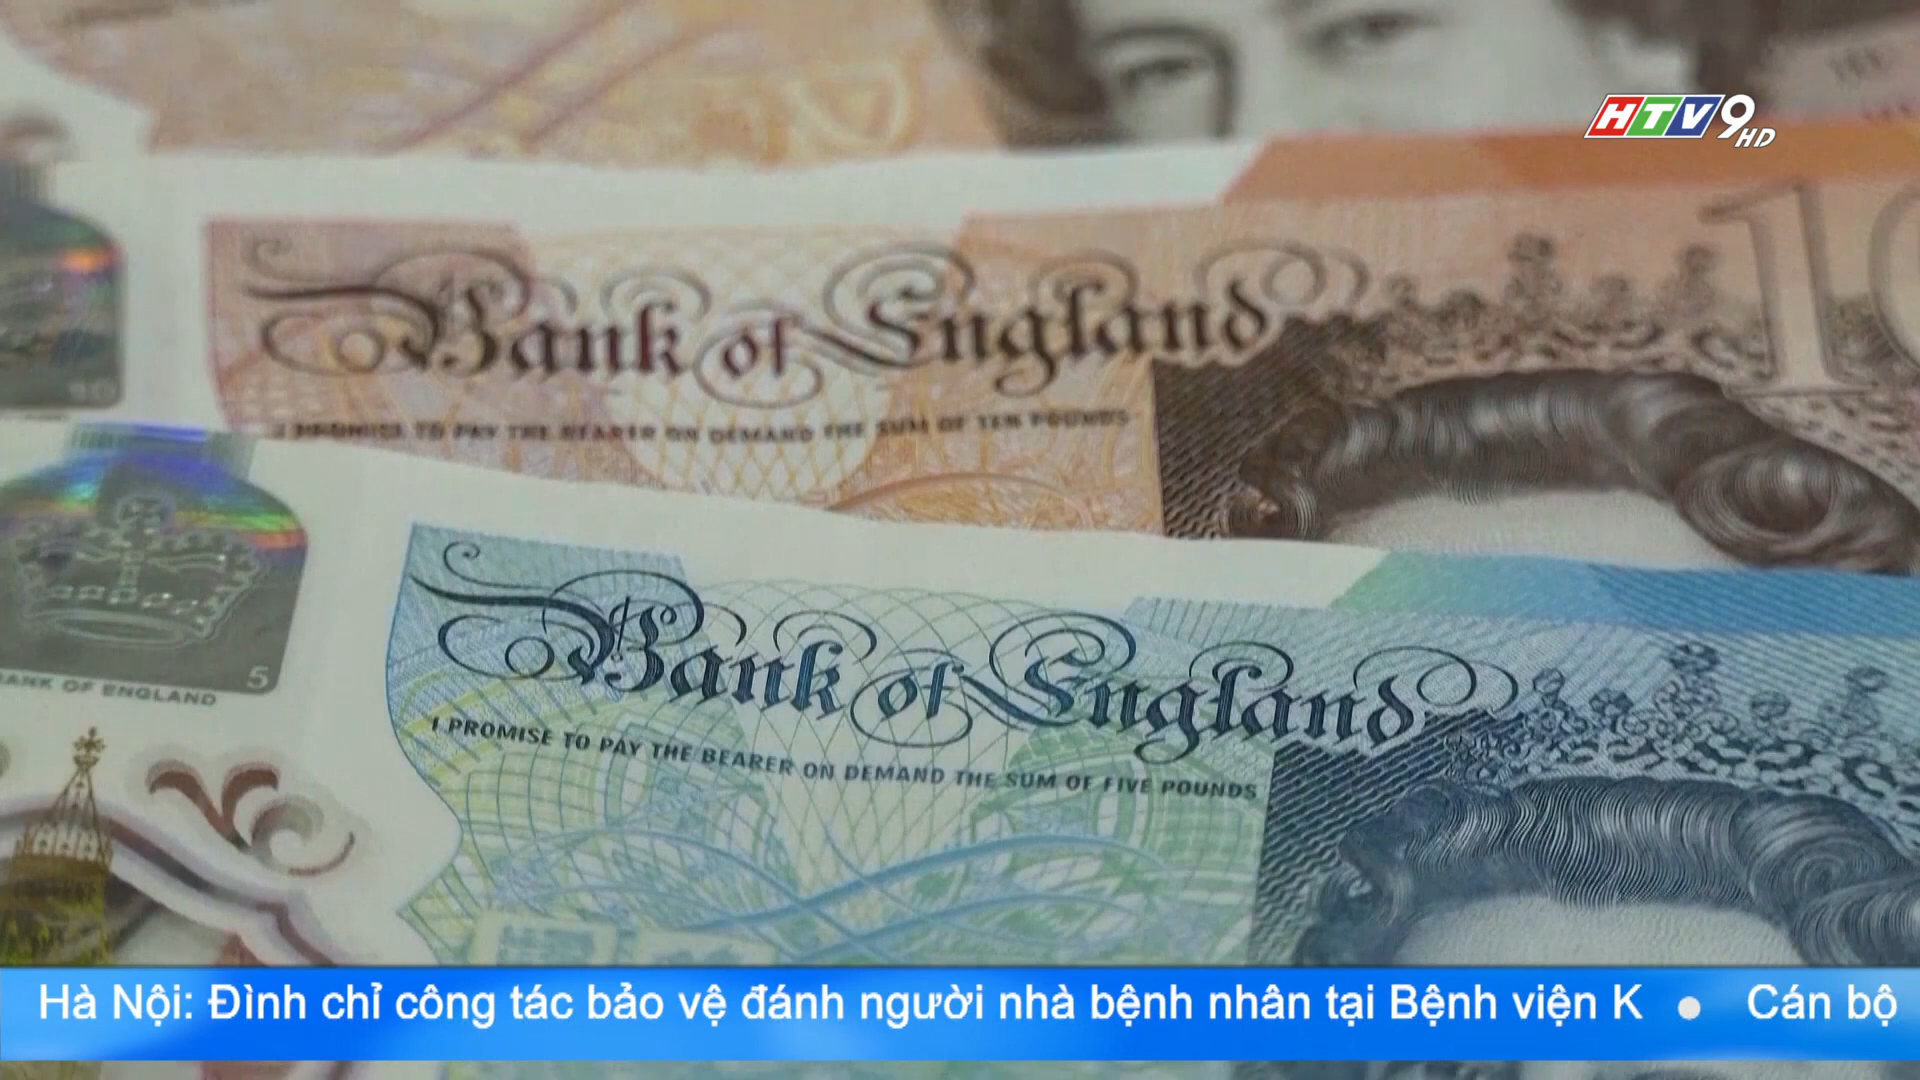 HTV9
HD
10
Bank of England
I PROMISE TO PAY THE BEARER ON DEMAND THE SUM OF TEN POUNDS
Bank of England
5
BANK OF ENGLAND
I PROMISE TO PAY THE BEARER ON DEMAND THE SUM OF FIVE POUNDS
Hà Nội: Đình chỉ công tác bảo vệ đánh người nhà bệnh nhân tại Bệnh viện K ● Cán bộ